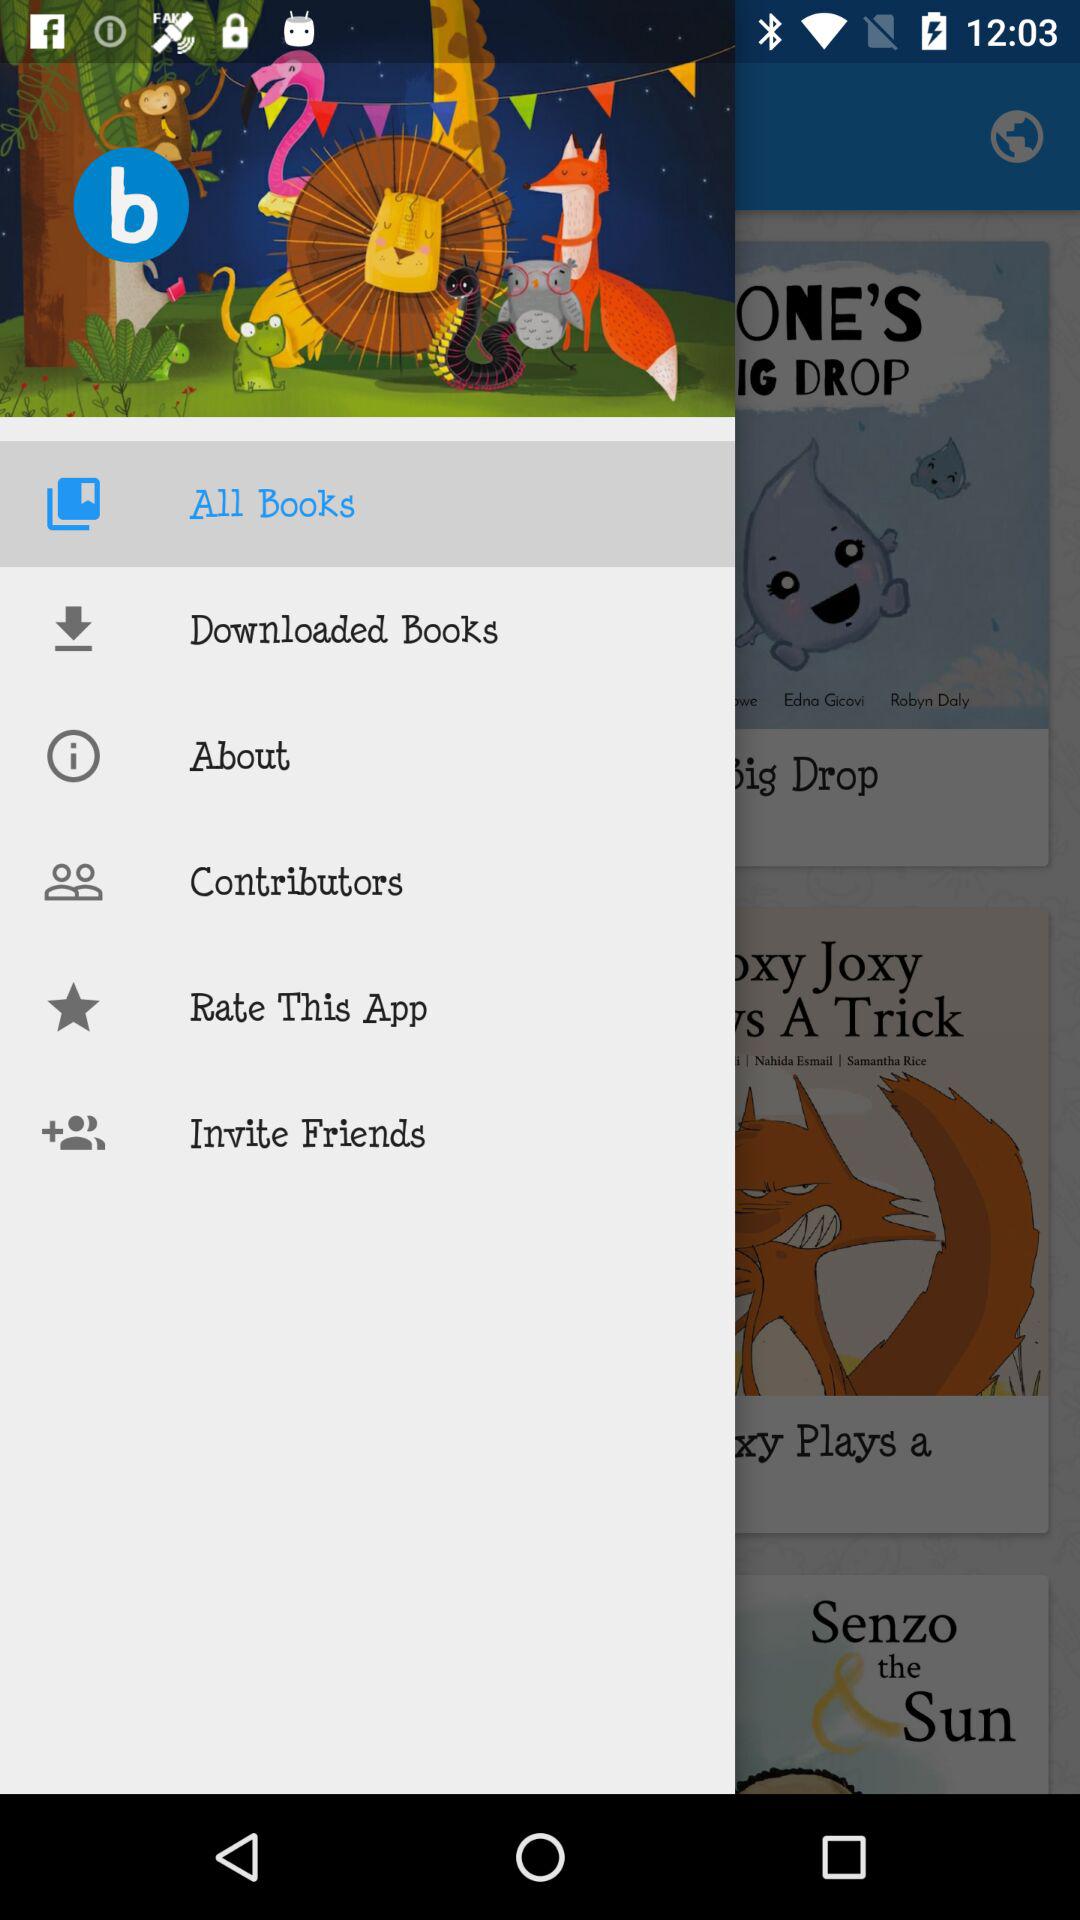 FAKE
12:03
b
All Books
Downloaded Books
About
Contributors
Rate This App
Invite Friends
ONE'S
IG DROP
Edna Gicovi Robyn Daly
Big Drop
oxy Joxy
ys A Trick
i | Nahida Esmail | Samantha Rice
xy Plays a
Senzo
the
& Sun